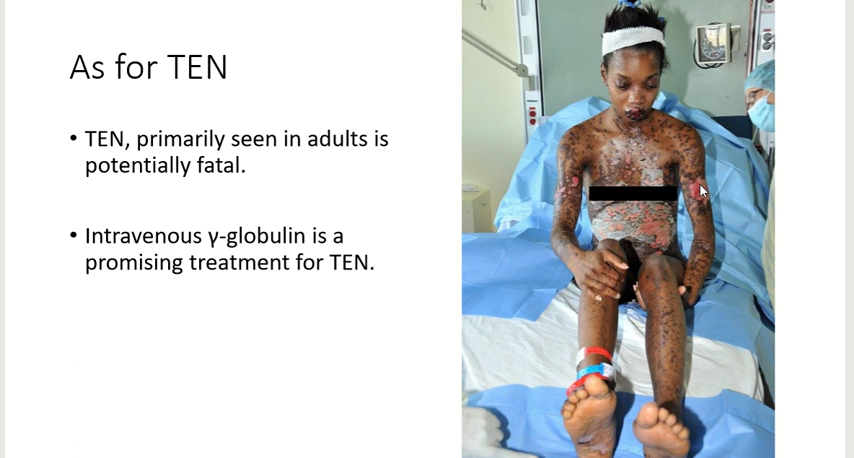 As for TEN
• TEN, primarily seen in adults is
potentially fatal.
• Intravenous γ-globulin is a
promising treatment for TEN.